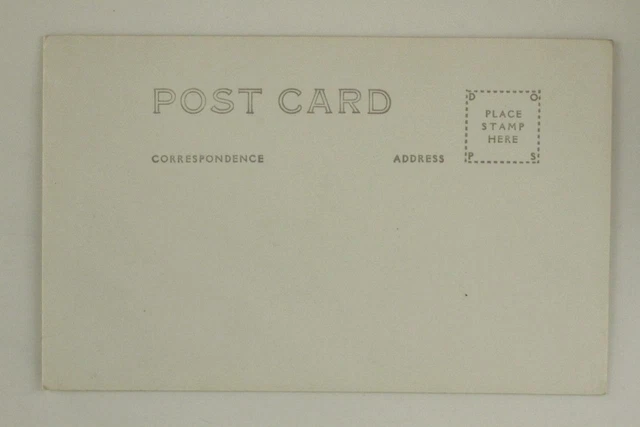 POST CARD
CORRESPONDENCE
ADDRESS
D O
PLACE
STAMP
HERE
P S